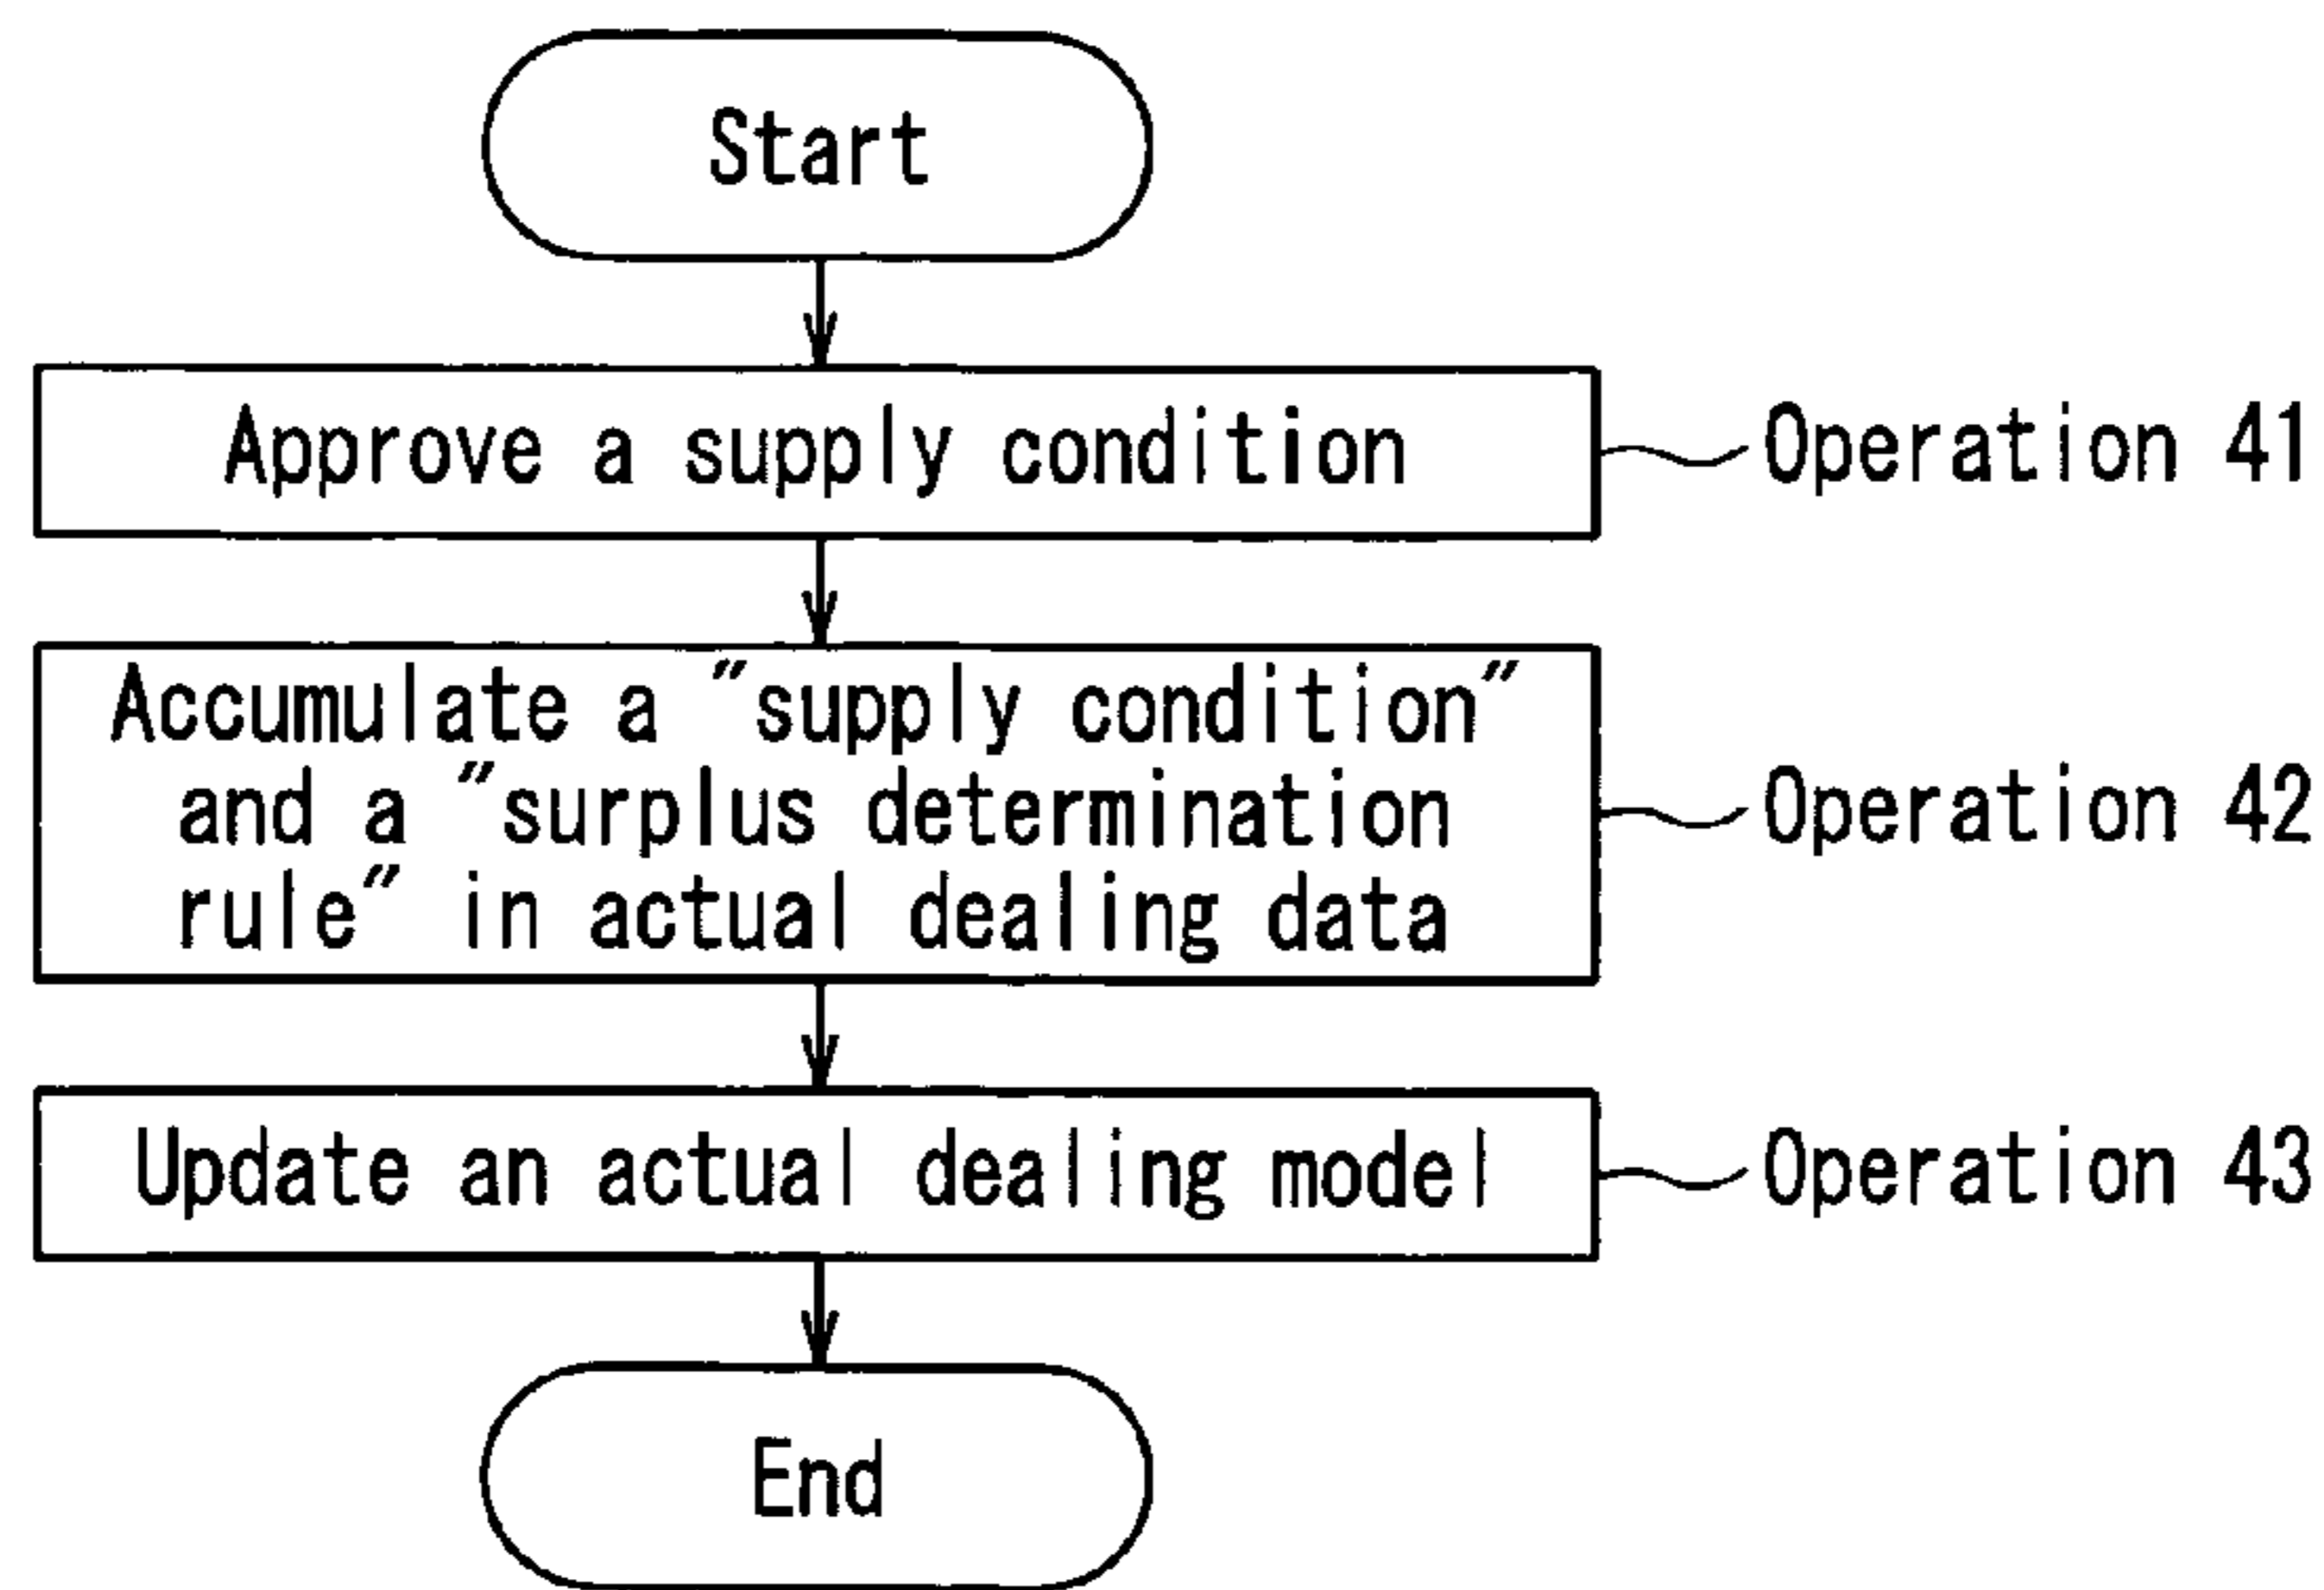 Start
Approve a supply condition
Operation 41
Accumulate a "supply condition"
and a "surplus determination
rule" in actual dealing data
Operation 42
Update an actual dealing model
Operation 43
End